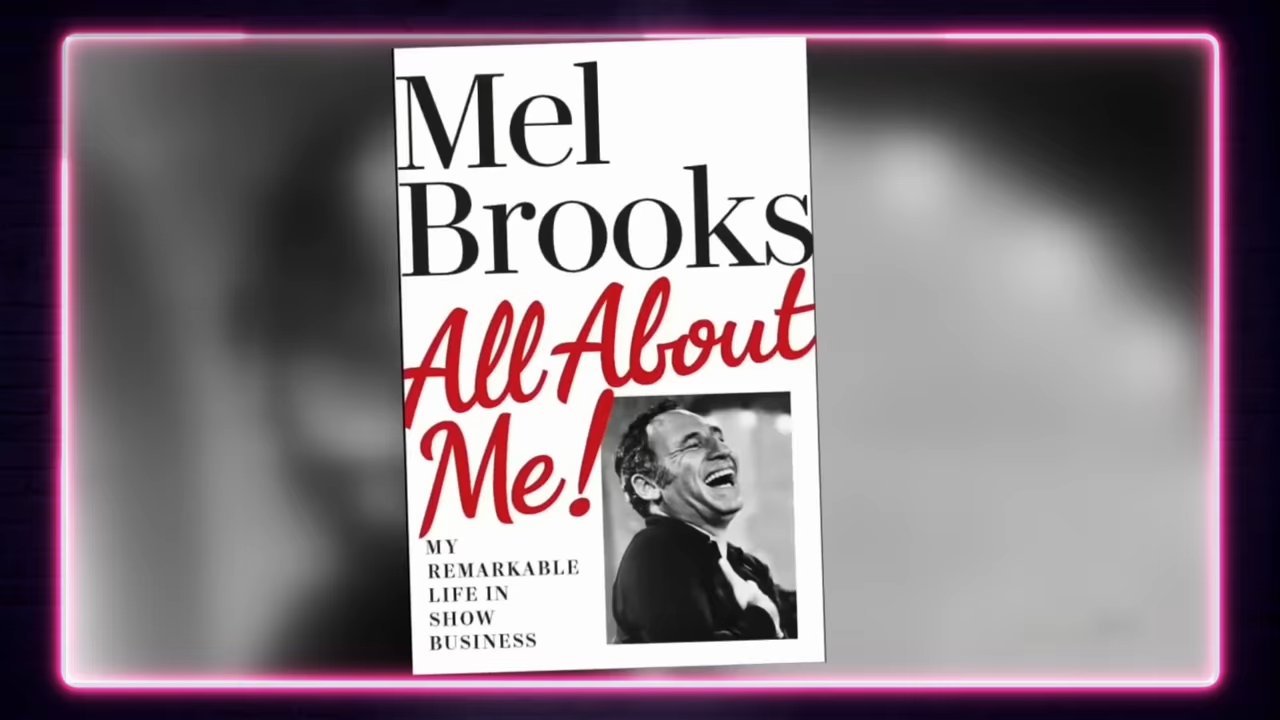 Mel
Brooks
All About
Me!
MY
REMARKABLE
LIFE IN
SHOW
BUSINESS